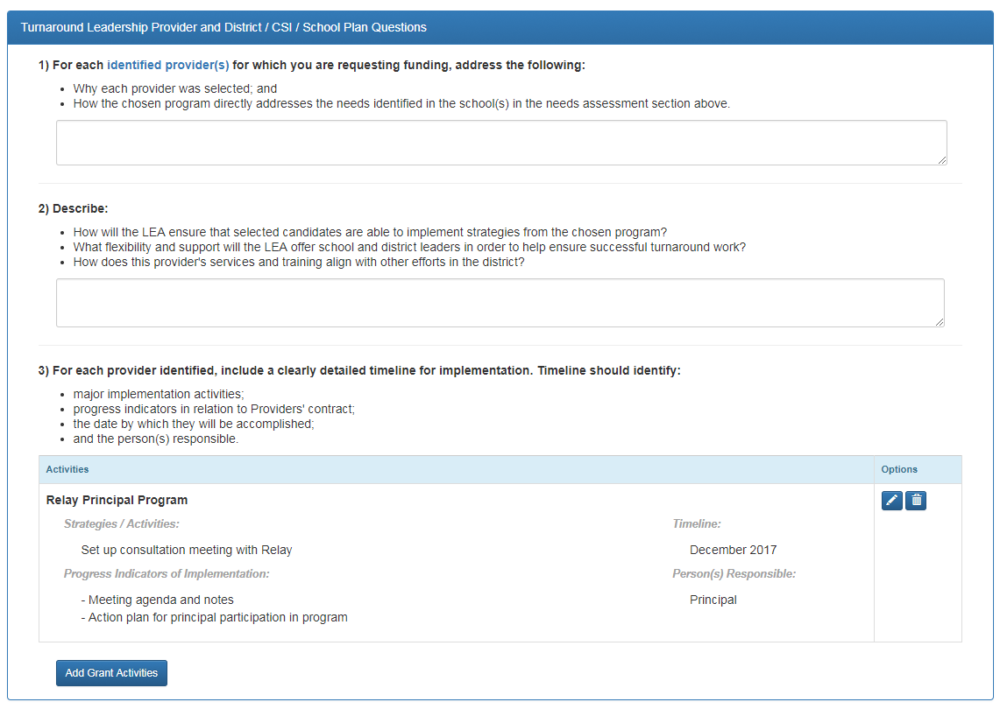 Turnaround Leadership Provider and District / CSI / School Plan Questions
1) For each identified provider(s) for which you are requesting funding, address the following:
• Why each provider was selected; and
• How the chosen program directly addresses the needs identified in the school(s) in the needs assessment section above.
2) Describe:
• How will the LEA ensure that selected candidates are able to implement strategies from the chosen program?
• What flexibility and support will the LEA offer school and district leaders in order to help ensure successful turnaround work?
• How does this provider's services and training align with other efforts in the district?
3) For each provider identified, include a clearly detailed timeline for implementation. Timeline should identify:
• major implementation activities;
• progress indicators in relation to Providers' contract;
• the date by which they will be accomplished;
• and the person(s) responsible.
Activities Options
Relay Principal Program
Strategies / Activities: Timeline:
Set up consultation meeting with Relay December 2017
Progress Indicators of Implementation: Person(s) Responsible:
- Meeting agenda and notes Principal
- Action plan for principal participation in program
Add Grant Activities